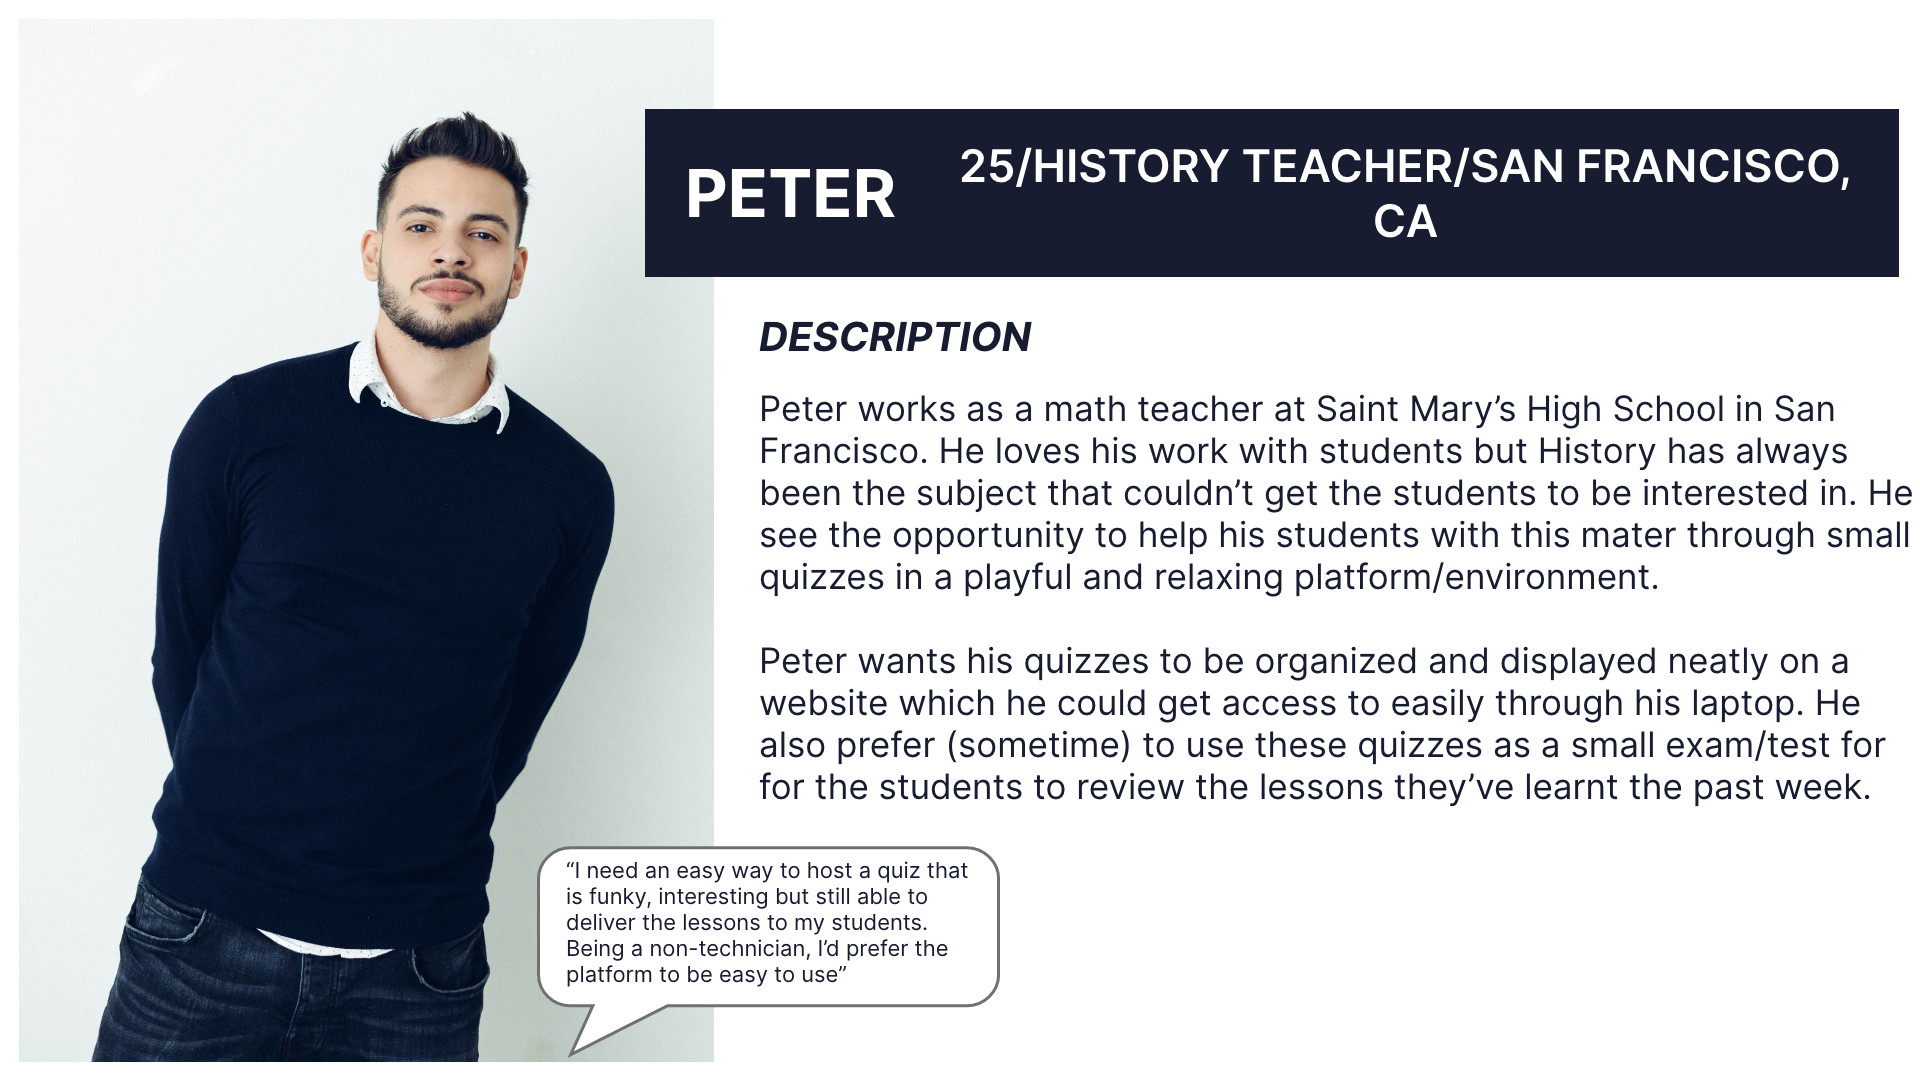 PETER
25/HISTORY TEACHER/SAN FRANCISCO,
CA
DESCRIPTION
Peter works as a math teacher at Saint Mary’s High School in San
Francisco. He loves his work with students but History has always
been the subject that couldn’t get the students to be interested in. He
see the opportunity to help his students with this mater through small
quizzes in a playful and relaxing platform/environment.
Peter wants his quizzes to be organized and displayed neatly on a
website which he could get access to easily through his laptop. He
also prefer (sometime) to use these quizzes as a small exam/test for
for the students to review the lessons they’ve learnt the past week.
“I need an easy way to host a quiz that
is funky, interesting but still able to
deliver the lessons to my students.
Being a non-technician, I’d prefer the
platform to be easy to use”